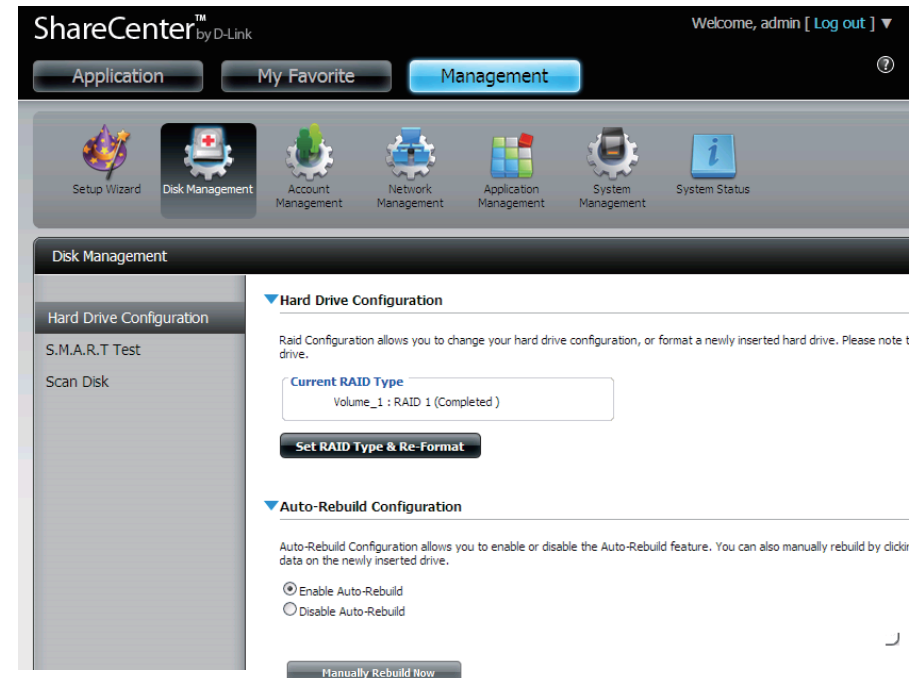 ShareCenter™ by D-Link
Welcome, admin [ Log out ] ▼
Application
My Favorite
Management
?
Setup Wizard
Disk Management
Account Management
Network Management
Application Management
System Management
i
System Status
Disk Management
Hard Drive Configuration
S.M.A.R.T Test
Scan Disk
Hard Drive Configuration
Raid Configuration allows you to change your hard drive configuration, or format a newly inserted hard drive. Please note
drive.
Current RAID Type
Volume_1 : RAID 1 (Completed )
Set RAID Type & Re-Format
Auto-Rebuild Configuration
Auto-Rebuild Configuration allows you to enable or disable the Auto-Rebuild feature. You can also manually rebuild by
data on the newly inserted drive.
Enable Auto-Rebuild
Disable Auto-Rebuild
Manually Rebuild Now